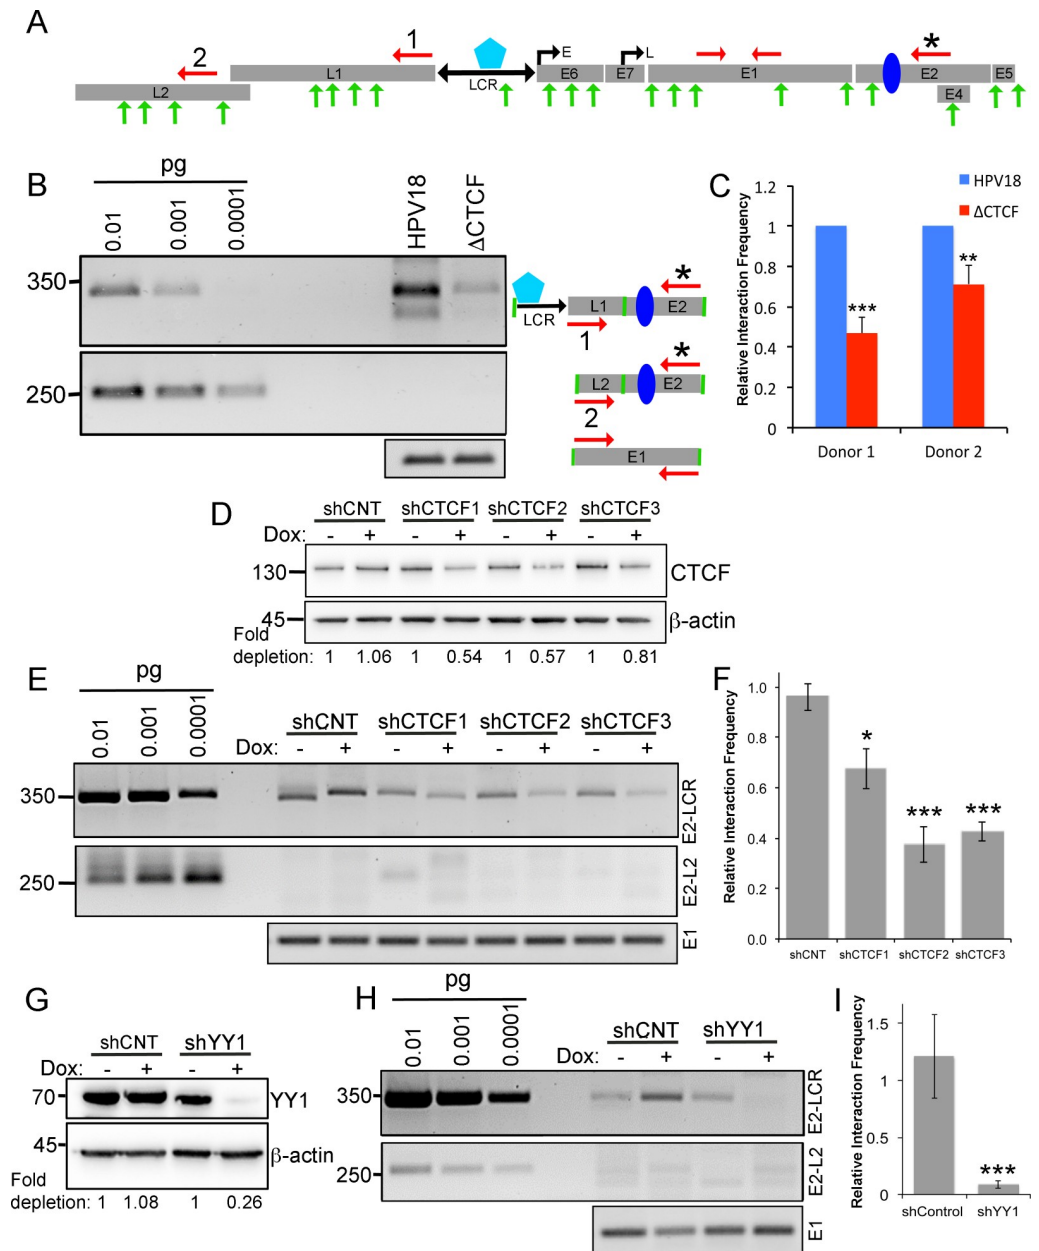 A
2
1
*
E
L
L2
L1
LCR
E6
E7
E1
E2
E5
E4
B
pg
0.01
0.001
0.0001
HPV18
ΔCTCF
350
250
*
LCR
L1
E2
1
*
L2
E2
2
E1
C
HPV18
ΔCTCF
Relative Interaction Frequency
1.2
1
0.8
0.6
0.4
0.2
0
***
**
Donor 1
Donor 2
D
shCNT shCTCF1 shCTCF2 shCTCF3
Dox: - + - + - + - +
130
CTCF
45
β-actin
Fold
depletion: 1 1.06 1 0.54 1 0.57 1 0.81
E
pg
0.01
0.001
0.0001
shCNT shCTCF1 shCTCF2 shCTCF3
Dox: - + - + - + - +
350
E2-LCR
250
E2-L2
E1
F
Relative Interaction Frequency
1.0
0.8
0.6
0.4
0.2
0.0
*
***
***
shCNT shCTCF1 shCTCF2 shCTCF3
G
shCNT shYY1
Dox: - + - +
70
YY1
45
β-actin
Fold
depletion: 1 1.08 1 0.26
H
pg
0.01
0.001
0.0001
shCNT shYY1
Dox: - + - +
350
E2-LCR
250
E2-L2
E1
I
Relative Interaction Frequency
1.5
1
0.5
0
***
shControl shYY1